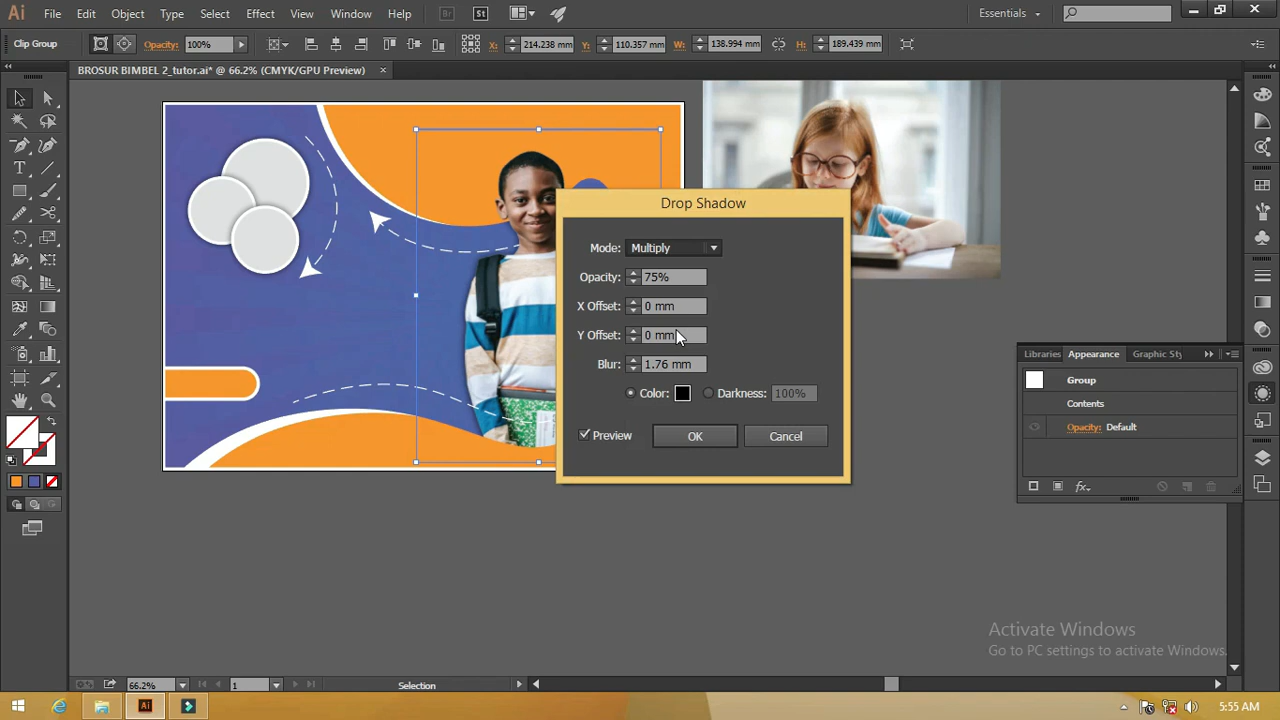 Ai File Edit Object Type Select Effect View Window Help Br St Essentials
Clip Group Opacity: 100% X: 214.238 mm Y: 110.357 mm W: 138.994 mm H: 189.439 mm
BROSUR BIMBEL 2_tutor.ai* @ 66.2% (CMYK/GPU Preview) ×
Drop Shadow
Mode: Multiply
Opacity: 75%
X Offset: 0 mm
Y Offset: 0 mm
Blur: 1.76 mm
Color: Darkness: 100%
Preview OK Cancel
Libraries Appearance Graphic Sty
Group
Contents
Opacity: Default
fx
Activate Windows
Go to PC settings to activate Windows.
66.2% 1 Selection
Ai 5:55 AM